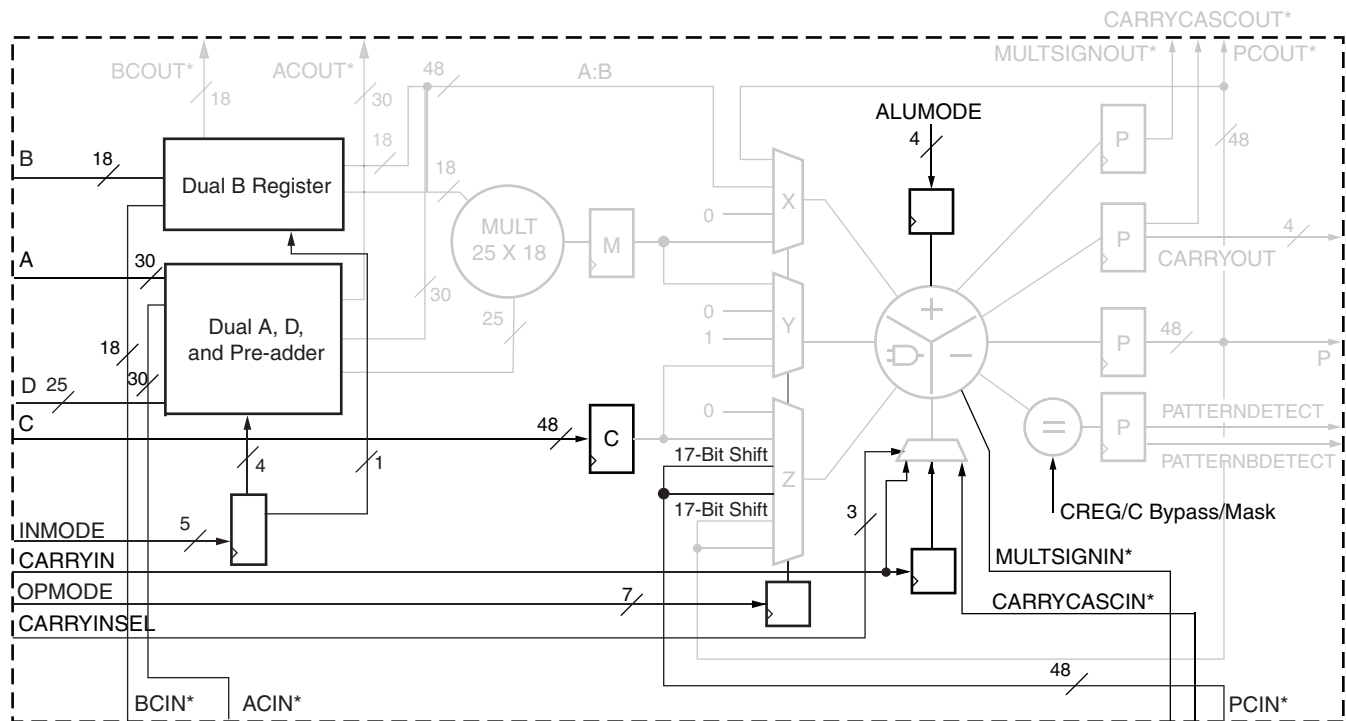 CARRYCASCOUT*
MULTSIGNOUT* PCOUT*
BCOUT* ACOUT* 48 A:B
18 30
ALUMODE
4
48
B 18 18
P
Dual B Register
18
X
MULT
25 X 18
0
M
P
4
CARRYOUT
A 30
+
30
0
Y
Dual A, D,
and Pre-adder
25
1
–
48
P
P
18
30
D 25
C 48
C
0
=
P
PATTERNDETECT
PATTERNBDETECT
4
1
17-Bit Shift
Z
17-Bit Shift
3
CREG/C Bypass/Mask
INMODE 5
CARRYIN
MULTSIGNIN*
OPMODE 7
CARRYCASCIN*
CARRYINSEL
48
BCIN* ACIN* PCIN*